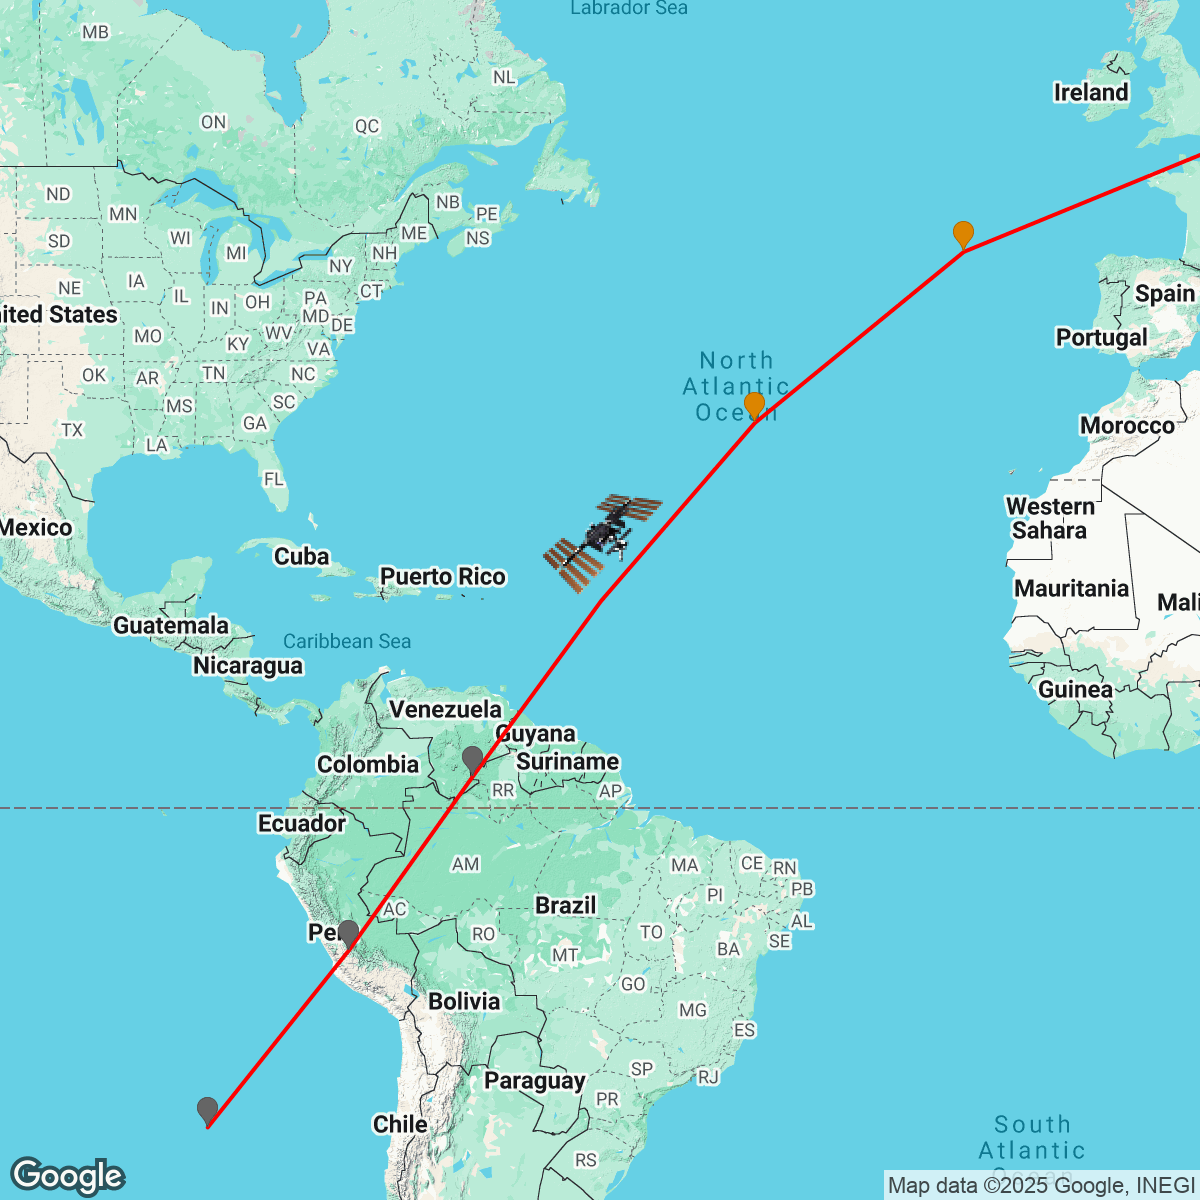 Labrador Sea
MB
NL
Ireland
ON
QC
ND
MN
NB
PE
SD
WI
MI
ME
NS
NH
NY
NE
IA
IL
IN
OH
PA
CT
Spain
nited States
MD
DE
MO
WV
KY
VA
Portugal
North
Atlantic
Ocean
OK
AR
TN
NC
MS
SC
GA
TX
LA
Morocco
FL
Western
Sahara
Mexico
Cuba
Puerto Rico
Mauritania
Mali
Guatemala
Caribbean Sea
Nicaragua
Guinea
Venezuela
Guyana
Colombia
Suriname
RR
AP
Ecuador
AM
MA
CE
RN
PI
PB
AC
Brazil
AL
Per
RO
TO
SE
MT
BA
GO
Bolivia
MG
ES
SP
RJ
Paraguay
PR
Chile
South
Atlantic
Ocean
RS
Google
Map data ©2025 Google, INEGI